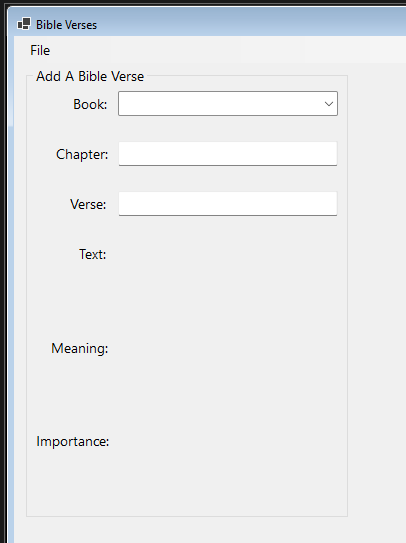 Bible Verses
File
Add A Bible Verse
Book:
Chapter:
Verse:
Text:
Meaning:
Importance: